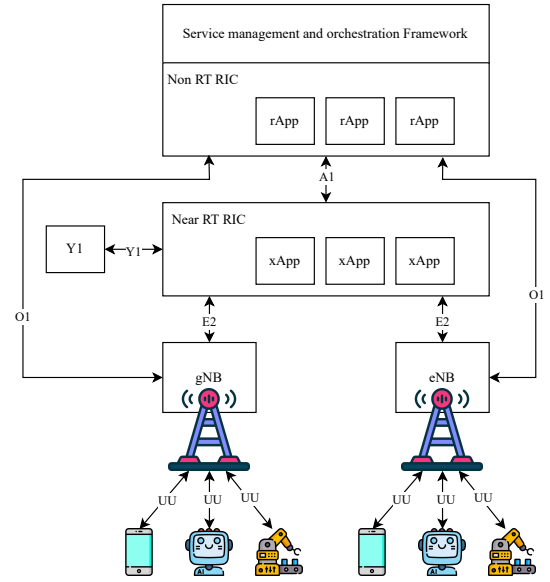 Service management and orchestration Framework
Non RT RIC
rApp
rApp
rApp
A1
Near RT RIC
Y1
Y1
xApp
xApp
xApp
O1
O1
E2
E2
gNB
eNB
UU
UU
UU
UU
UU
UU
AI
AI